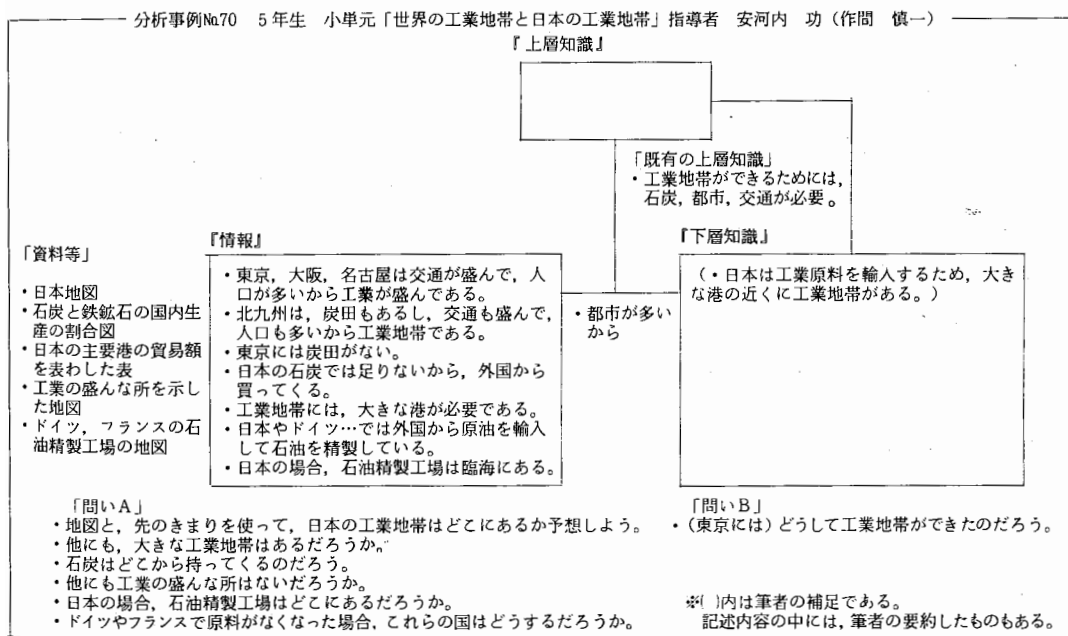 分析事例№70　5年生　小単元「世界の工業地帯と日本の工業地帯」指導者　安河内　功（作問　慎一）
『上層知識』
「既有の上層知識」
・工業地帯ができるためには，
石炭，都市，交通が必要。
「資料等」
・日本地図
・石炭と鉄鉱石の国内生
産の割合図
・日本の主要港の貿易額
を表わした表
・工業の盛んな所を示し
た地図
・ドイツ，フランスの石
油精製工場の地図
『情報』
・東京，大阪，名古屋は交通が盛んで，人
口が多いから工業が盛んである。
・北九州は，炭田もあるし，交通も盛んで，
人口も多いから工業地帯である。
・東京には炭田がない。
・日本の石炭では足りないから，外国から
買ってくる。
・工業地帯には，大きな港が必要である。
・日本やドイツ…では外国から原油を輸入
して石油を精製している。
・日本の場合，石油精製工場は臨海にある。
・都市が多い
から
『下層知識』
（・日本は工業原料を輸入するため，大き
な港の近くに工業地帯がある。）
「問いA」
・地図と，先のきまりを使って，日本の工業地帯はどこにあるか予想しよう。
・他にも，大きな工業地帯はあるだろうか。
・石炭はどこから持ってくるのだろう。
・他にも工業の盛んな所はないだろうか。
・日本の場合，石油精製工場はどこにあるだろうか。
・ドイツやフランスで原料がなくなった場合，これらの国はどうするだろうか。
「問いB」
・（東京には）どうして工業地帯ができたのだろう。
※（　）内は筆者の補足である。
記述内容の中には，筆者の要約したものもある。